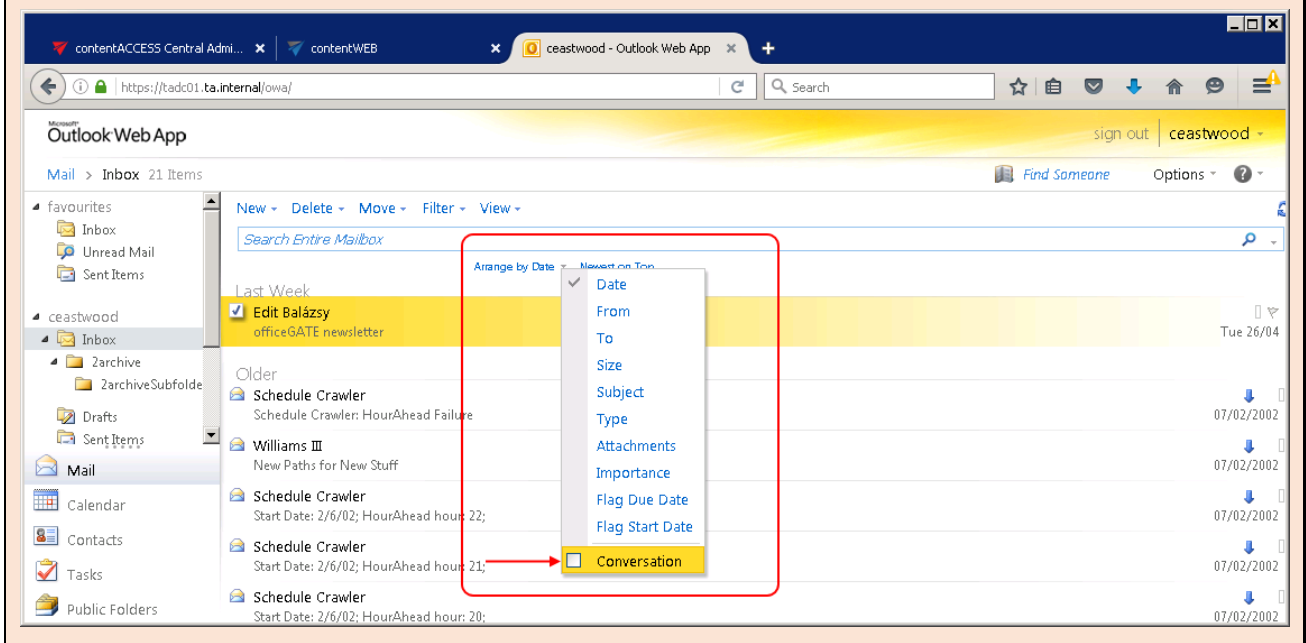 contentACCESS Central Admi... contentWEB ceastwood - Outlook Web App
https://tadc01.ta.internal/owa/ Search
Microsoft®
Outlook Web App sign out ceastwood
Mail > Inbox 21 Items Find Someone Options
favourites
Inbox
Unread Mail
Sent Items
ceastwood
Inbox
2archive
2archiveSubfolde
Drafts
Sent Items
Mail
Calendar
Contacts
Tasks
Public Folders
New Delete Move Filter View
Search Entire Mailbox
Arrange by Date Newest on Top
Last Week
Edit Balázsy
officeGATE newsletter Tue 26/04
Older
Schedule Crawler
Schedule Crawler: HourAhead Failure 07/02/2002
Williams III
New Paths for New Stuff 07/02/2002
Schedule Crawler
Start Date: 2/6/02; HourAhead hour: 22; 07/02/2002
Schedule Crawler
Start Date: 2/6/02; HourAhead hour: 21; 07/02/2002
Schedule Crawler
Start Date: 2/6/02; HourAhead hour: 20; 07/02/2002
Date
From
To
Size
Subject
Type
Attachments
Importance
Flag Due Date
Flag Start Date
Conversation